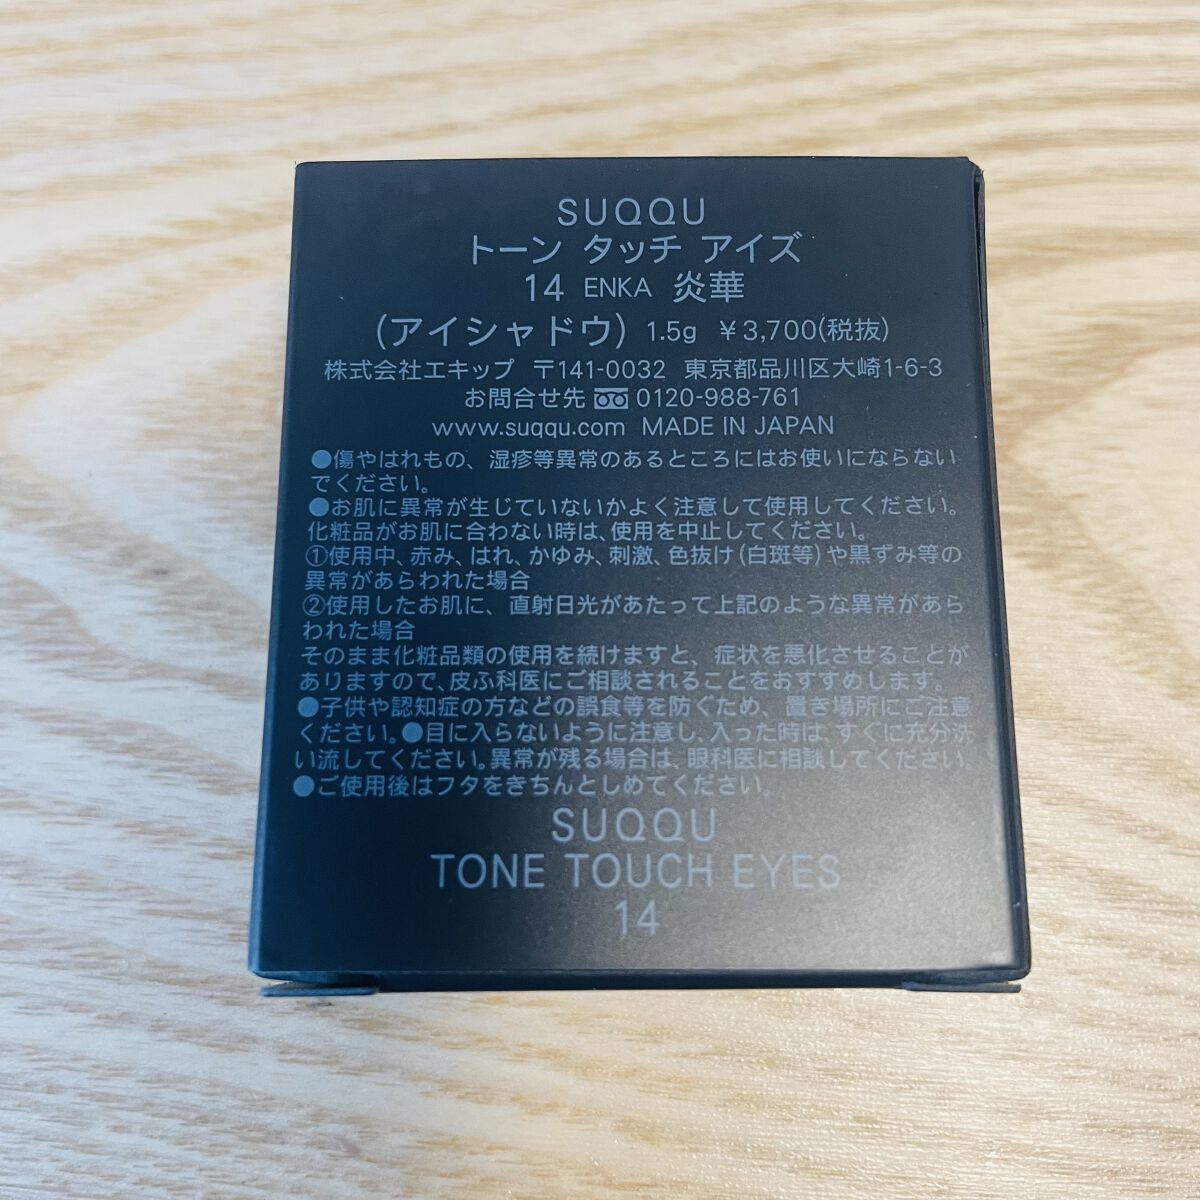 SUQQU
トーン タッチ アイズ
14 ENKA 炎華
(アイシャドウ) 1.5g ¥3,700(税抜)
株式会社エキップ 〒141-0032 東京都品川区大崎1-6-3
お問合せ先 0120-988-761
www.suqqu.com MADE IN JAPAN
●傷やはれもの、湿疹等異常のあるところにはお使いにならない
でください。
●お肌に異常が生じていないかよく注意して使用してください。
化粧品がお肌に合わない時は、使用を中止してください。
①使用中、赤み、はれ、かゆみ、刺激、色抜け(白斑等)や黒ずみ等の
異常があらわれた場合
②使用したお肌に、直射日光があたって上記のような異常があら
われた場合
そのまま化粧品類の使用を続けますと、症状を悪化させることが
ありますので、皮ふ科医にご相談されることをおすすめします。
●子供や認知症の方などの誤食等を防ぐため、置き場所にご注意
ください。●目に入らないように注意し、入った時は、すぐに充分洗
い流してください。異常が残る場合は、眼科医に相談してください。
●ご使用後はフタをきちんとしめてください。
SUQQU
TONE TOUCH EYES
14